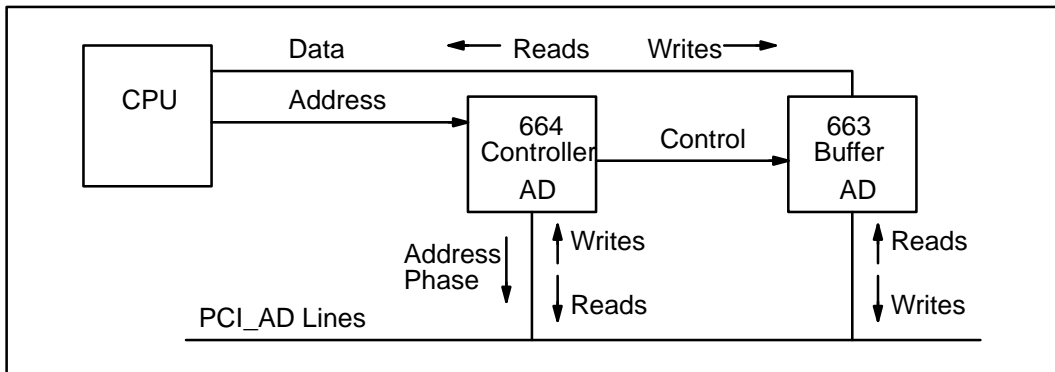 Data
Reads
Writes
CPU
Address
664
Controller
AD
Control
663
Buffer
AD
Address
Phase
Writes
Reads
Reads
Writes
PCI_AD Lines